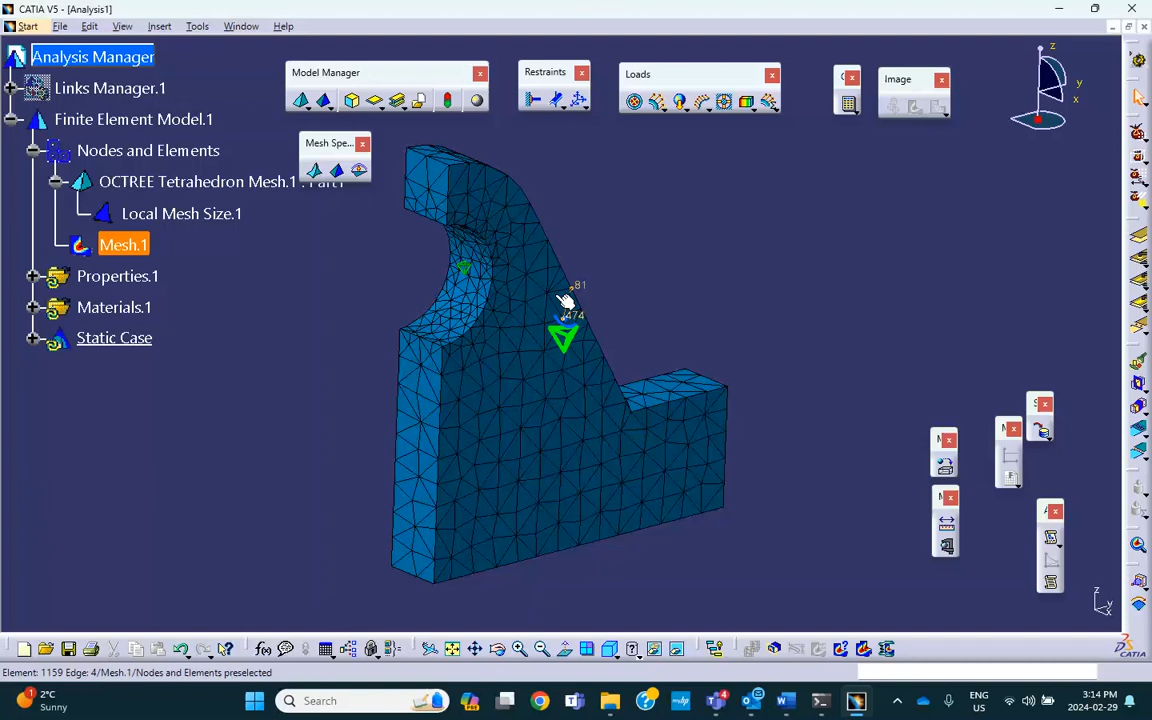 CATIA V5 - [Analysis1]
Start File Edit View Insert Tools Window Help
Analysis Manager
Links Manager.1
Finite Element Model.1
Nodes and Elements
OCTREE Tetrahedron Mesh.1 : Part1
Local Mesh Size.1
Mesh.1
Properties.1
Materials.1
Static Case
Model Manager
Restraints
Loads
Image
Mesh Spe...
81
474
z
y
x
Element: 1159 Edge: 4/Mesh.1/Nodes and Elements preselected
2°C
Sunny
Search
ENG
US
3:14 PM
2024-02-29